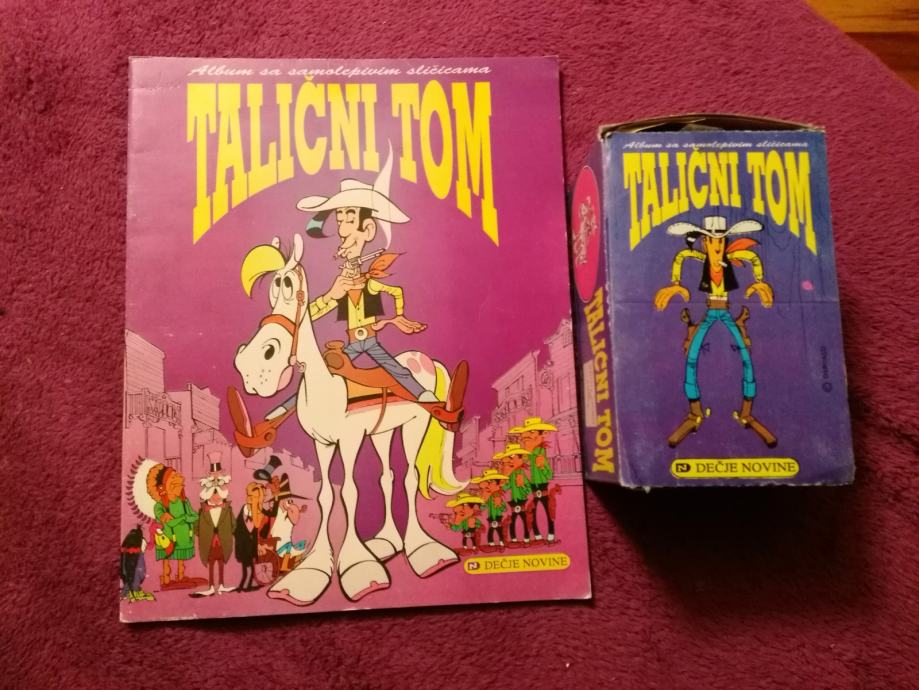 Album sa samolepivim sličicama
TALIČNI TOM
DEČJE NOVINE
Album sa samolepivim sličicama
TALIČNI TOM
DEČJE NOVINE
TALIČNI TOM